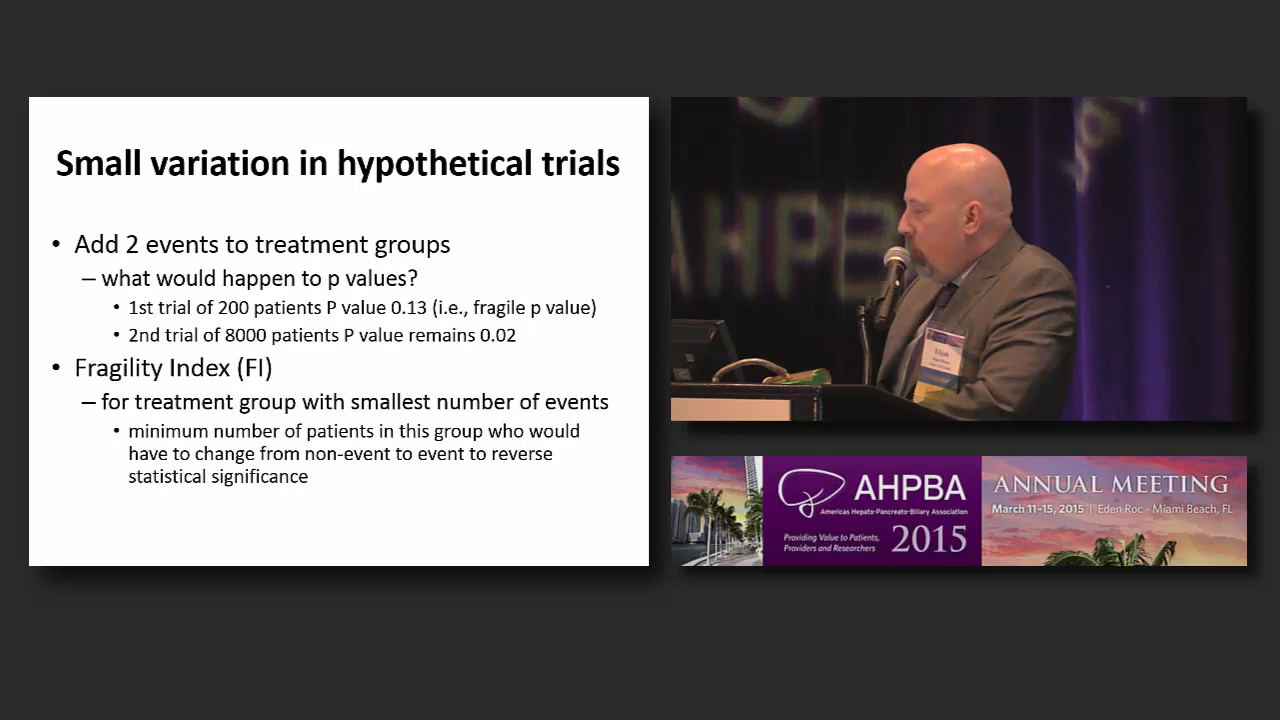 Small variation in hypothetical trials
• Add 2 events to treatment groups
– what would happen to p values?
• 1st trial of 200 patients P value 0.13 (i.e., fragile p value)
• 2nd trial of 8000 patients P value remains 0.02
• Fragility Index (FI)
– for treatment group with smallest number of events
• minimum number of patients in this group who would
have to change from non-event to event to reverse
statistical significance
AHPB
Elijah
AHPBA
Americas Hepato-Pancreato-Biliary Association
Providing Value to Patients,
Providers and Researchers
2015
ANNUAL MEETING
March 11-15, 2015 | Eden Roc - Miami Beach, FL